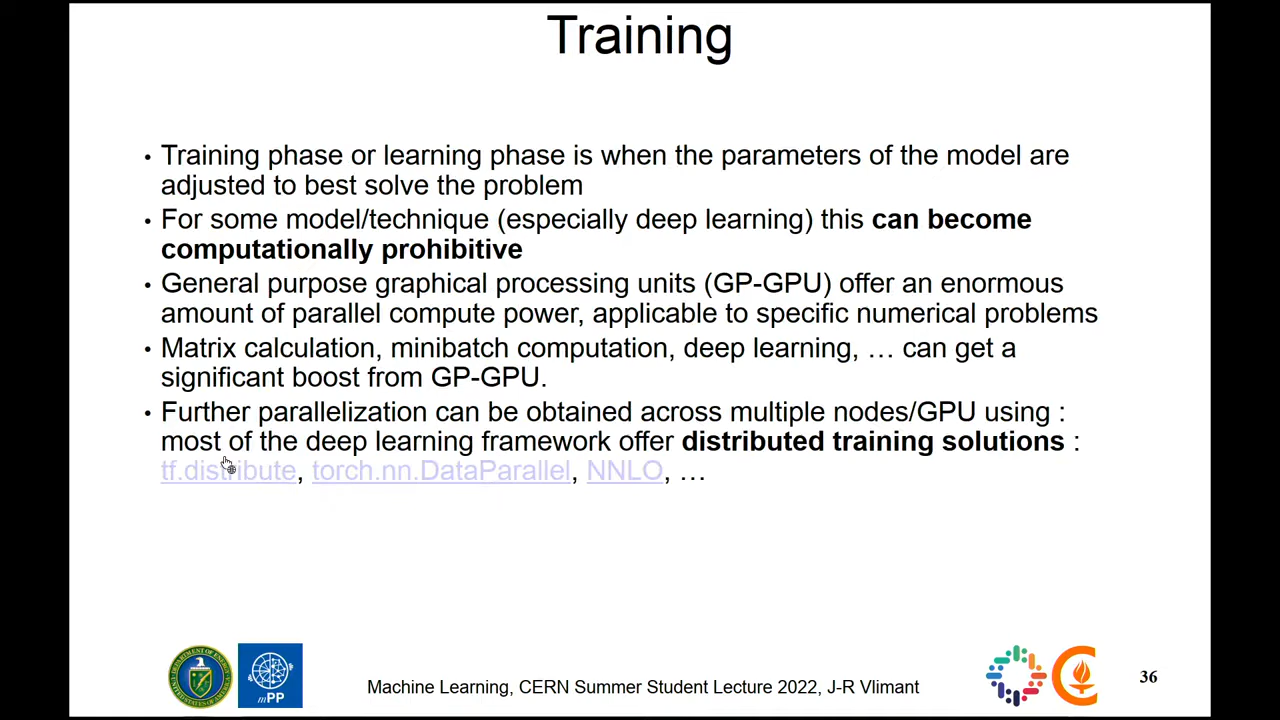 Training
• Training phase or learning phase is when the parameters of the model are
adjusted to best solve the problem
• For some model/technique (especially deep learning) this can become
computationally prohibitive
• General purpose graphical processing units (GP-GPU) offer an enormous
amount of parallel compute power, applicable to specific numerical problems
• Matrix calculation, minibatch computation, deep learning, … can get a
significant boost from GP-GPU.
• Further parallelization can be obtained across multiple nodes/GPU using :
most of the deep learning framework offer distributed training solutions :
tf.distribute, torch.nn.DataParallel, NNLO, …
mPP
Machine Learning, CERN Summer Student Lecture 2022, J-R Vlimant
36